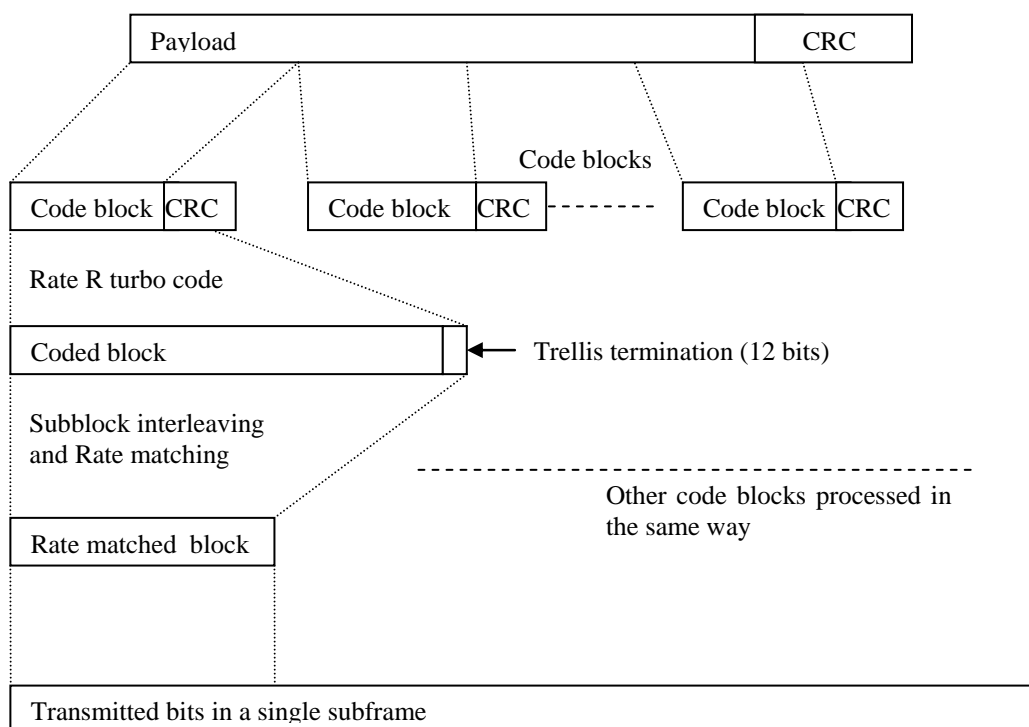 Payload
CRC
Code blocks
Code block CRC
Code block CRC
Code block CRC
Rate R turbo code
Coded block
Trellis termination (12 bits)
Subblock interleaving
and Rate matching
Other code blocks processed in
the same way
Rate matched block
Transmitted bits in a single subframe